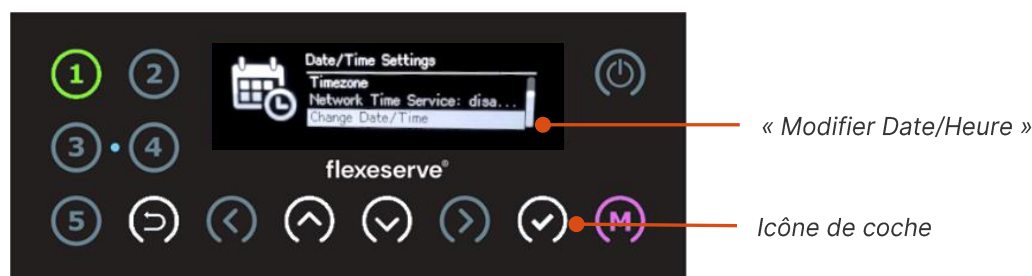 1
2
Date/Time Settings
Timezone
Network Time Service: disa...
Change Date/Time
« Modifier Date/Heure »
3
4
flexeserve®
5
M
Icône de coche